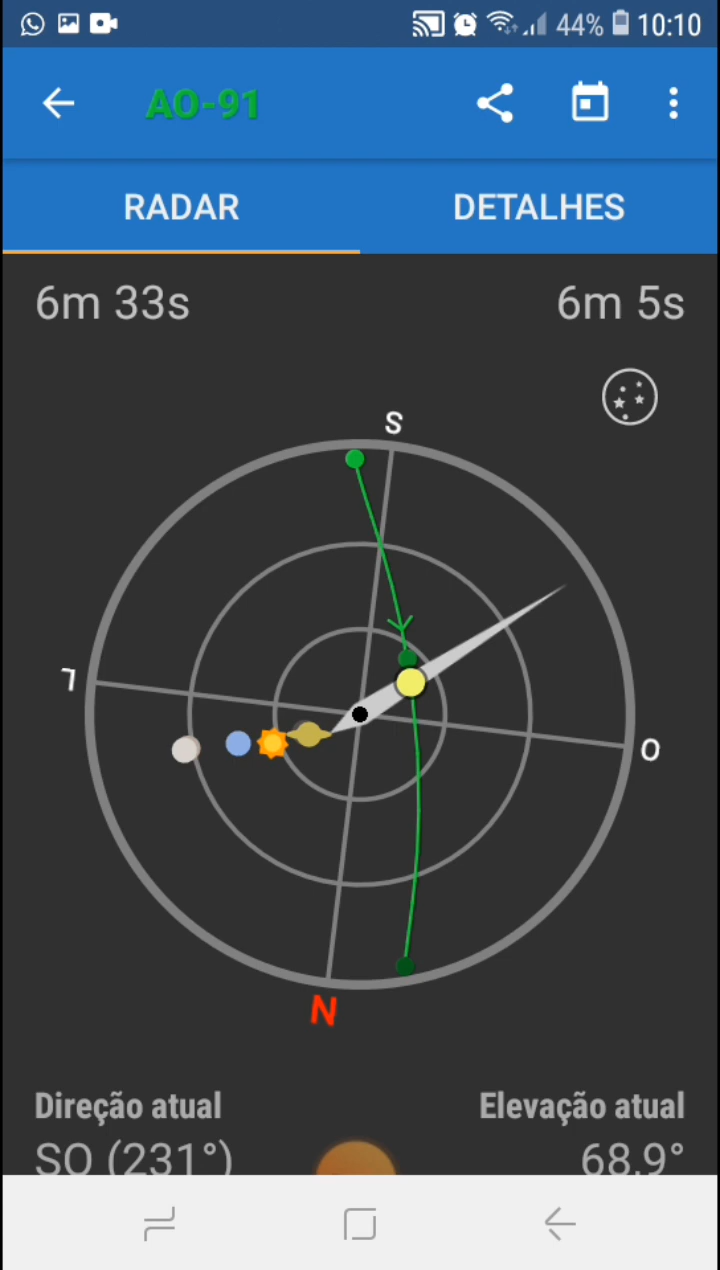 44% 10:10
AO-91
RADAR DETALHES
6m 33s 6m 5s
S
L
O
N
Direção atual Elevação atual
SO (231°) 68,9°